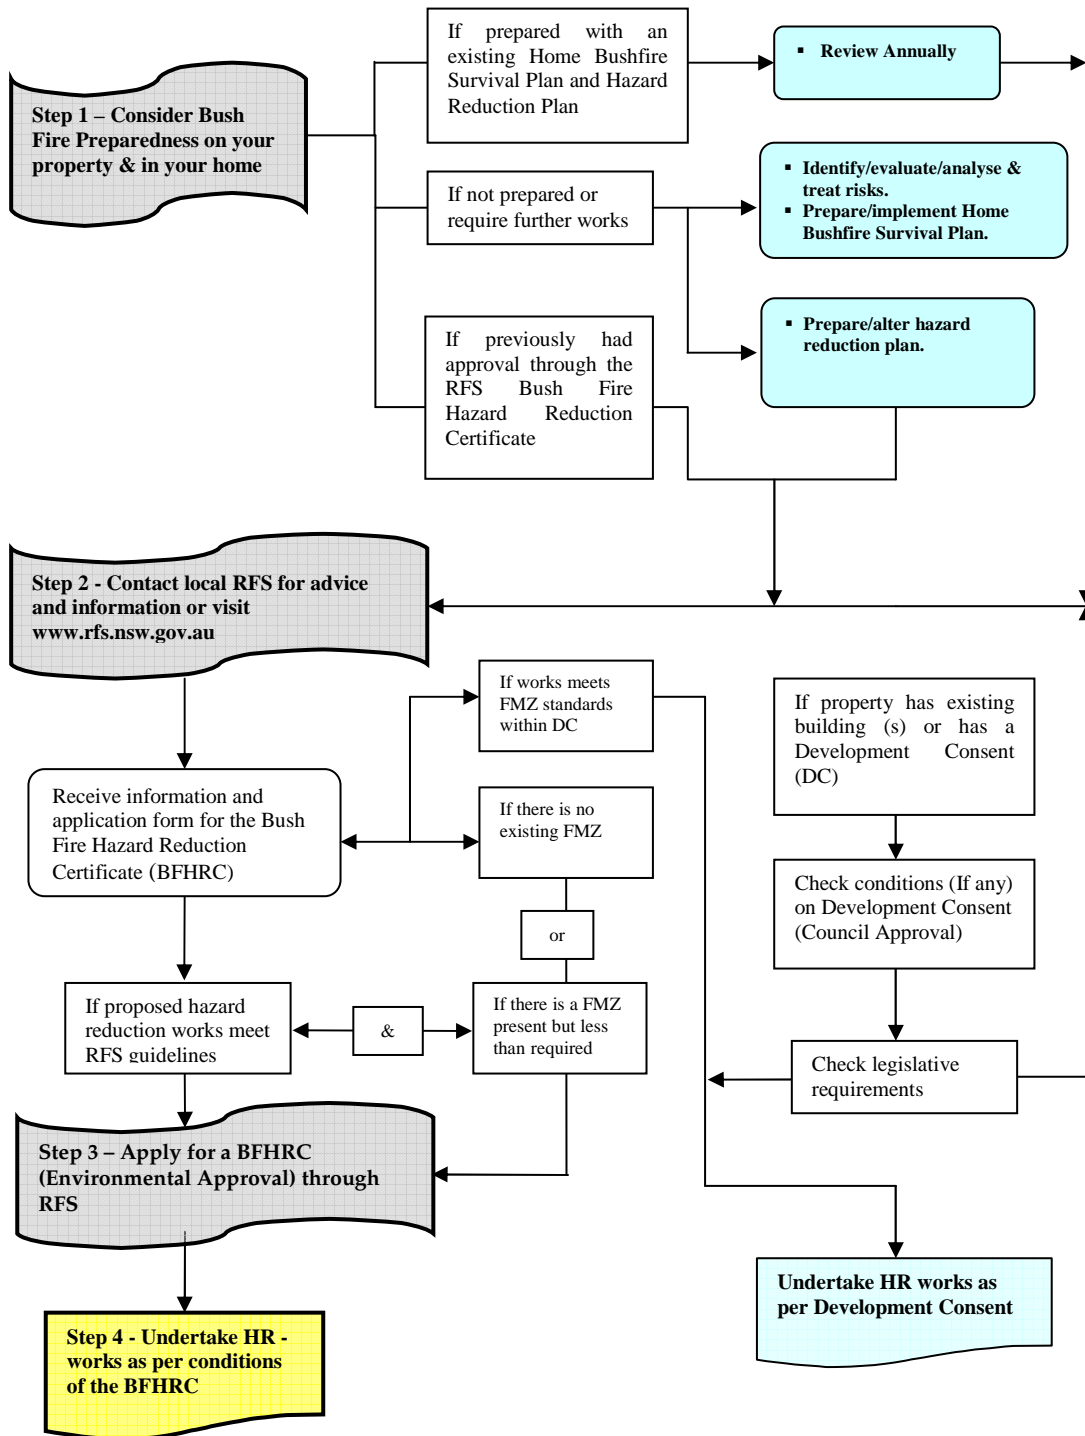 If prepared with an
existing Home Bushfire
Survival Plan and Hazard
Reduction Plan
▪ Review Annually
Step 1 – Consider Bush
Fire Preparedness on your
property & in your home
▪ Identify/evaluate/analyse &
treat risks.
▪ Prepare/implement Home
Bushfire Survival Plan.
If not prepared or
require further works
▪ Prepare/alter hazard
reduction plan.
If previously had
approval through the
RFS Bush Fire
Hazard Reduction
Certificate
Step 2 - Contact local RFS for advice
and information or visit
www.rfs.nsw.gov.au
If works meets
FMZ standards
within DC
If property has existing
building (s) or has a
Development Consent
(DC)
Receive information and
application form for the Bush
Fire Hazard Reduction
Certificate (BFHRC)
If there is no
existing FMZ
Check conditions (If any)
on Development Consent
(Council Approval)
or
If proposed hazard
reduction works meet
RFS guidelines
&
If there is a FMZ
present but less
than required
Check legislative
requirements
Step 3 – Apply for a BFHRC
(Environmental Approval) through
RFS
Undertake HR works as
per Development Consent
Step 4 - Undertake HR -
works as per conditions
of the BFHRC